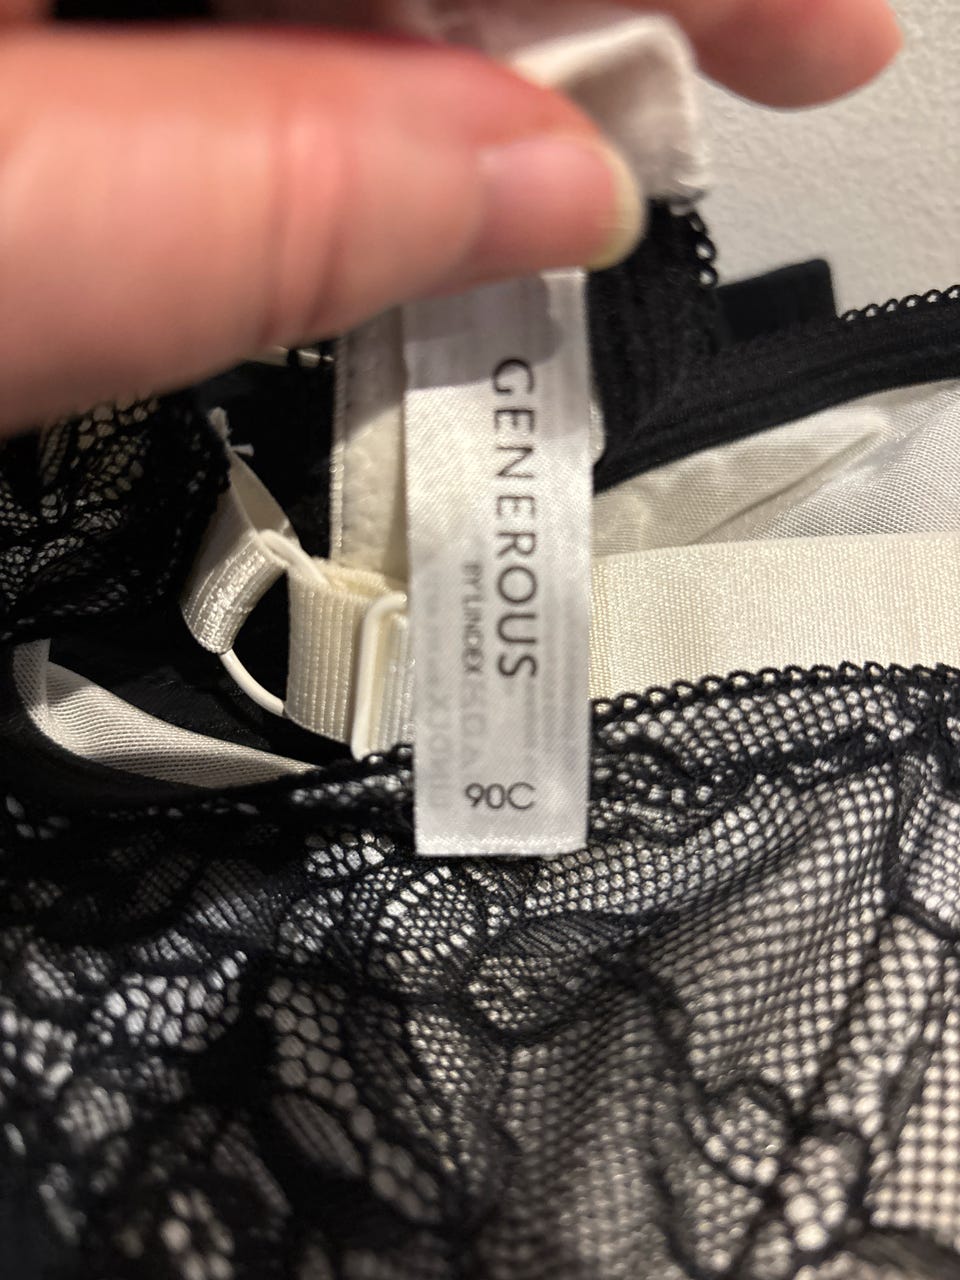 GENEROUS
BY LINDEX
90C